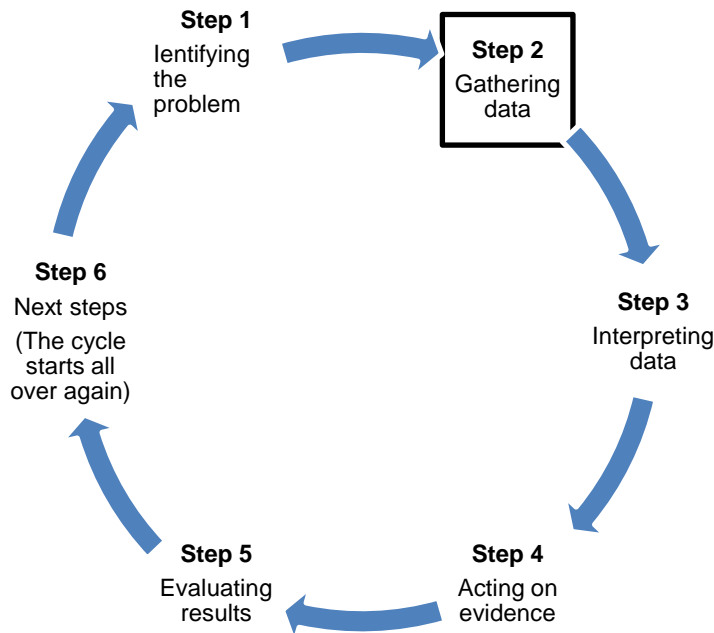 Step 1
Ientifying
the
problem
Step 2
Gathering
data
Step 3
Interpreting
data
Step 4
Acting on
evidence
Step 5
Evaluating
results
Step 6
Next steps
(The cycle
starts all
over again)